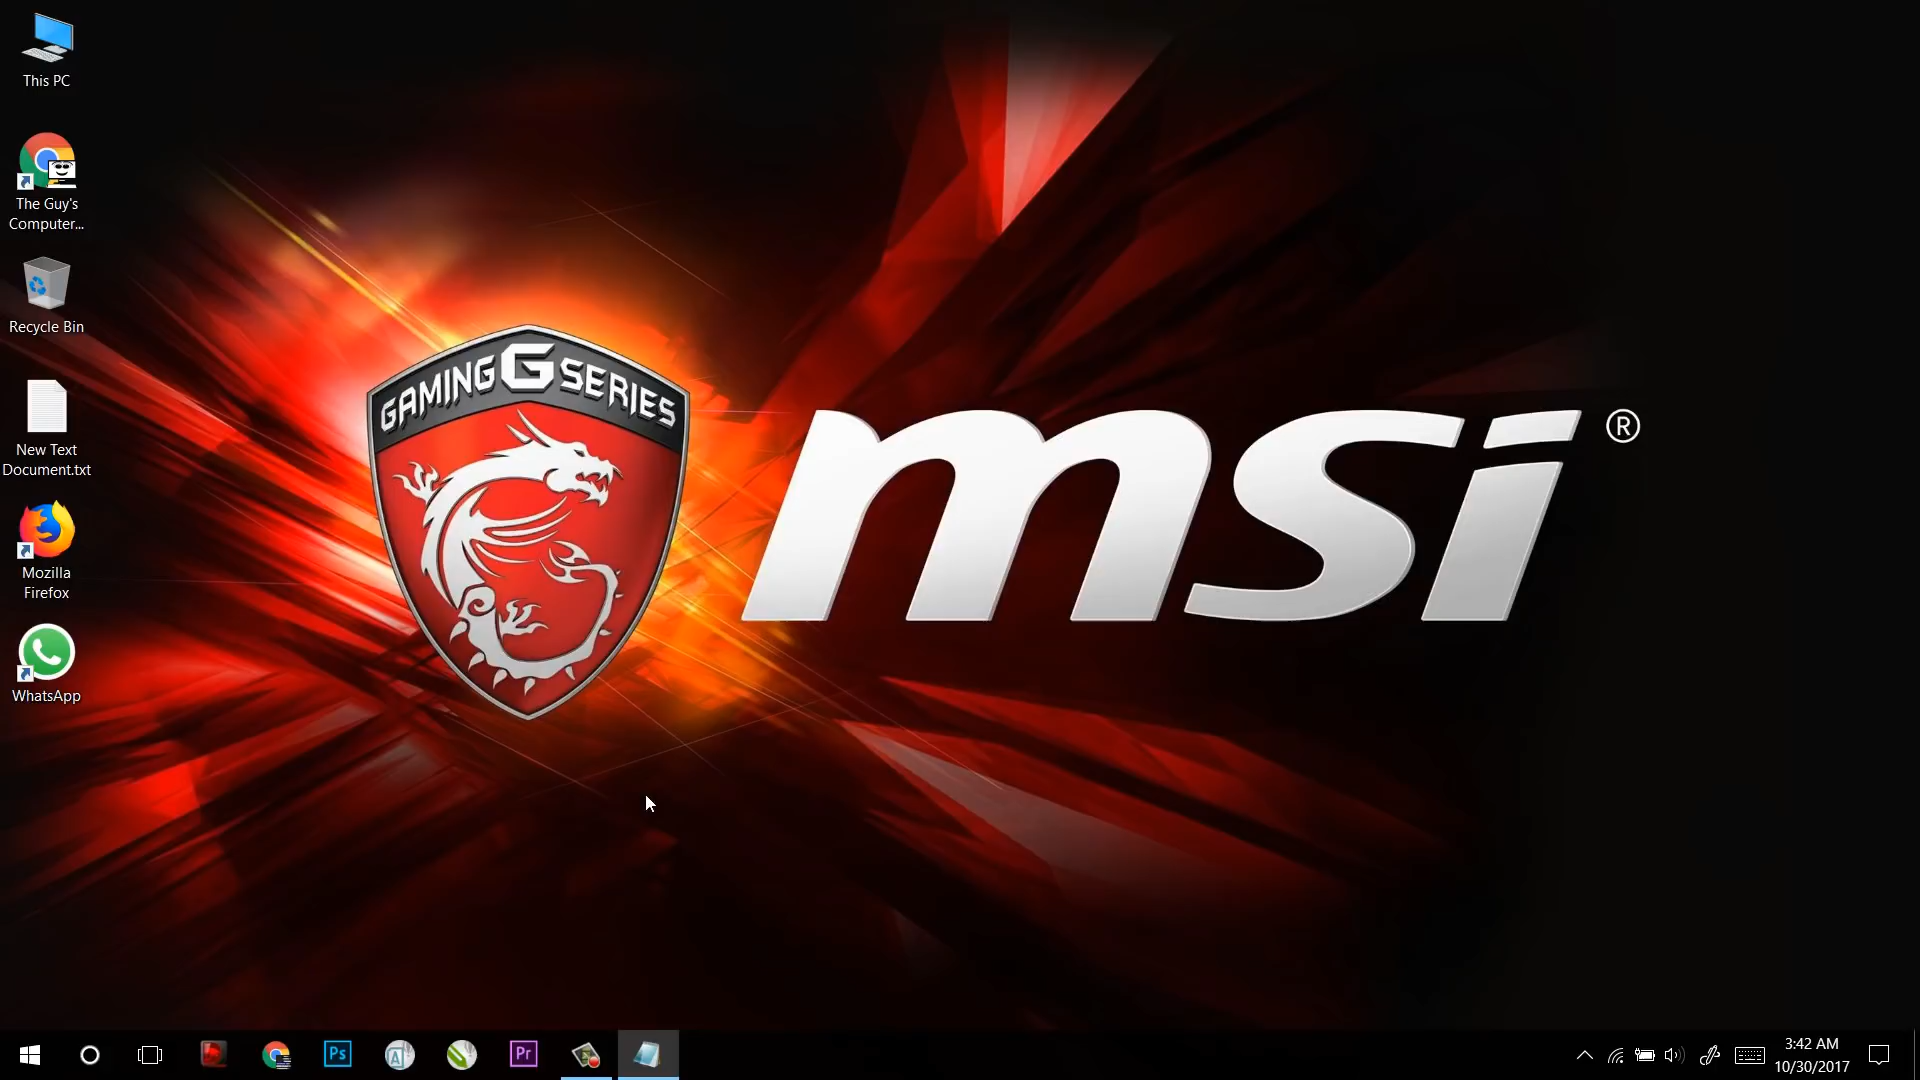 This PC
The Guy's
Computer...
Recycle Bin
New Text
Document.txt
Mozilla
Firefox
WhatsApp
GAMING G SERIES
msi ®
Ps
A
Pr
3:42 AM
10/30/2017